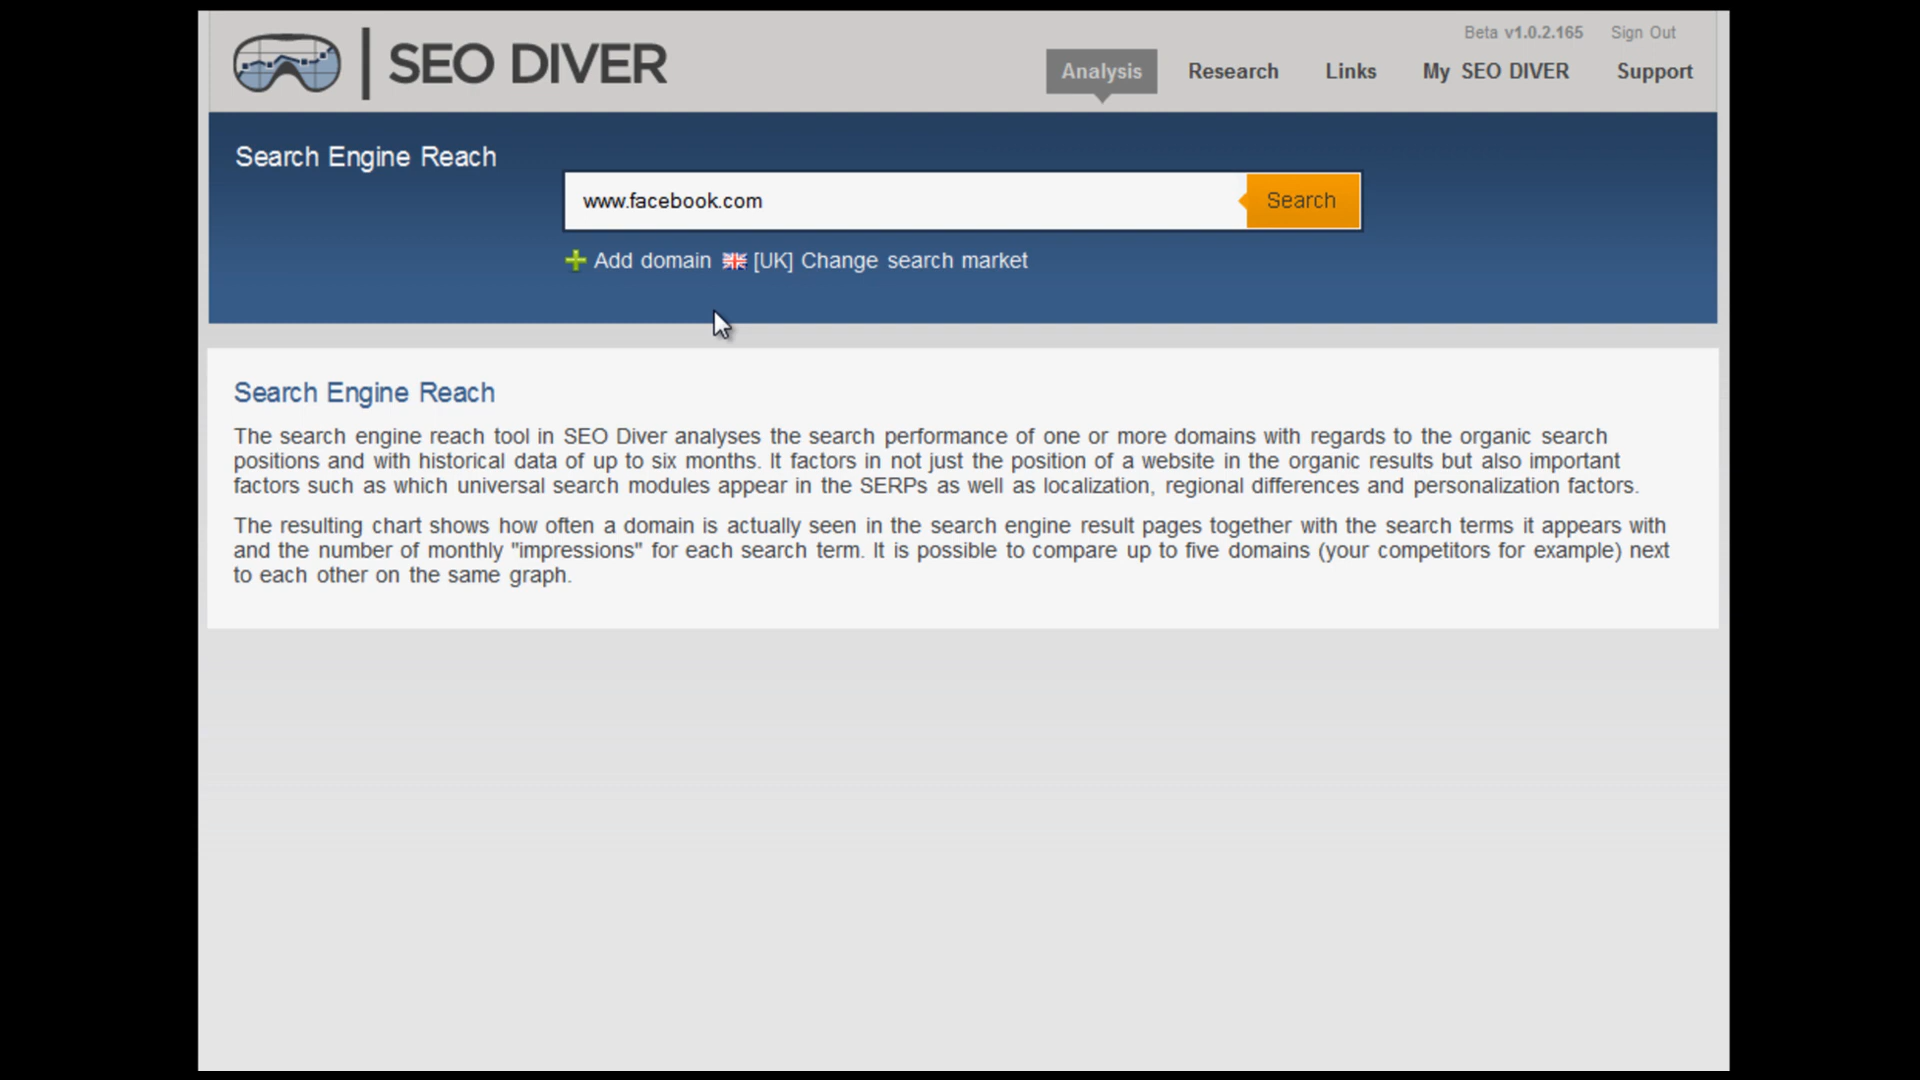 SEO DIVER
Beta v1.0.2.165 Sign Out
Analysis Research Links My SEO DIVER Support
Search Engine Reach
www.facebook.com Search
Add domain [UK] Change search market
Search Engine Reach
The search engine reach tool in SEO Diver analyses the search performance of one or more domains with regards to the organic search
positions and with historical data of up to six months. It factors in not just the position of a website in the organic results but also important
factors such as which universal search modules appear in the SERPs as well as localization, regional differences and personalization factors.
The resulting chart shows how often a domain is actually seen in the search engine result pages together with the search terms it appears with
and the number of monthly "impressions" for each search term. It is possible to compare up to five domains (your competitors for example) next
to each other on the same graph.